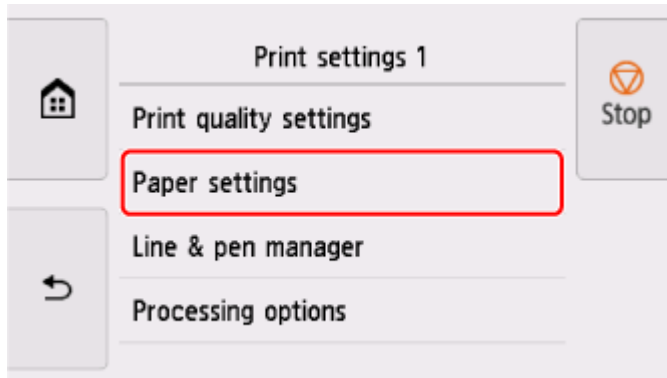 Print settings 1
Stop
Print quality settings
Paper settings
Line & pen manager
Processing options